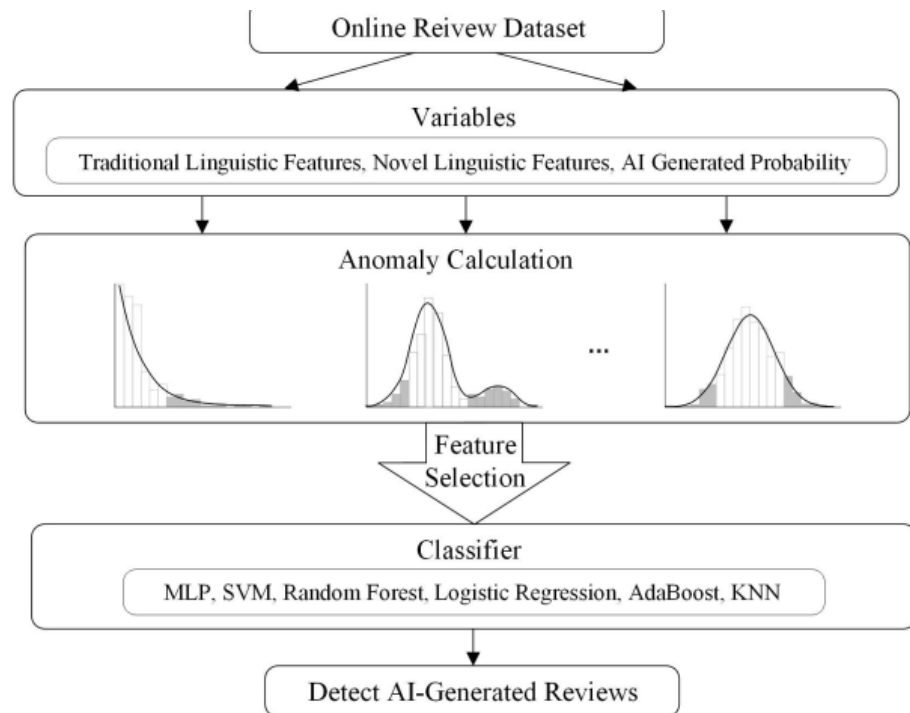 Online Reivew Dataset
Variables
Traditional Linguistic Features, Novel Linguistic Features, AI Generated Probability
Anomaly Calculation
...
Feature
Selection
Classifier
MLP, SVM, Random Forest, Logistic Regression, AdaBoost, KNN
Detect AI-Generated Reviews